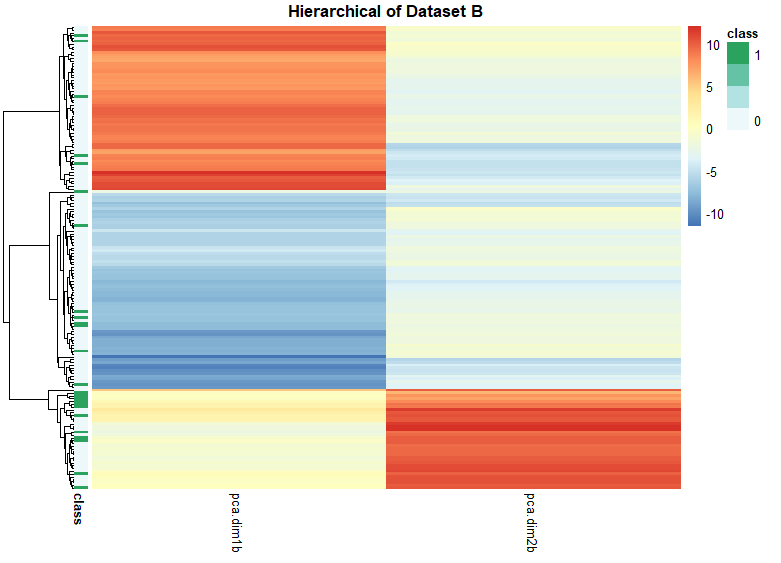 Hierarchical of Dataset B
10
5
0
-5
-10
class
1
0
class
pca.dim1b
pca.dim2b